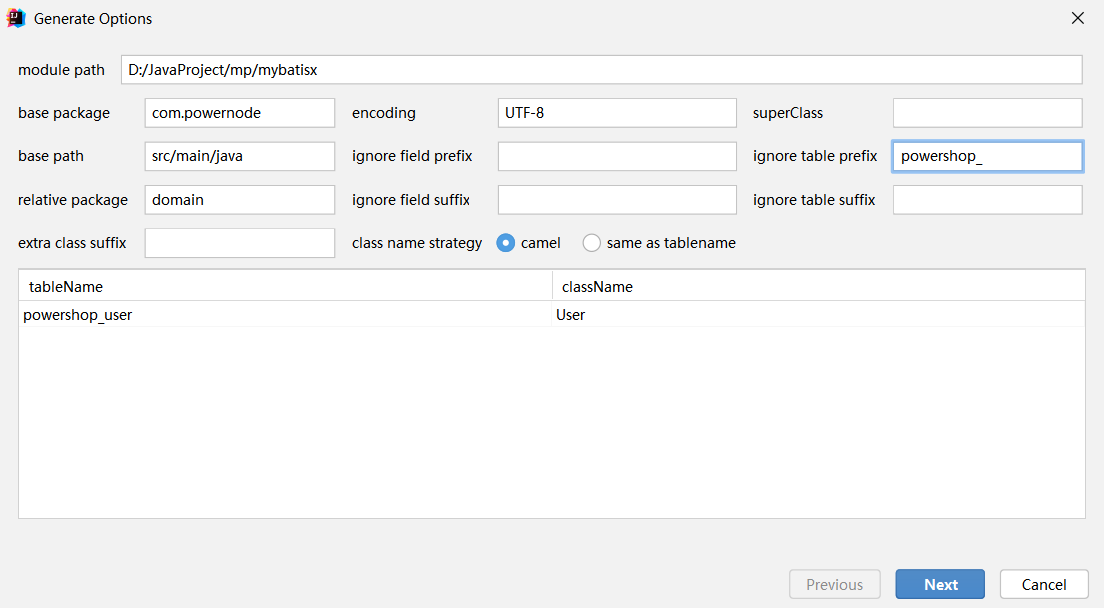 Generate Options
module path D:/JavaProject/mp/mybatisx
base package com.powernode encoding UTF-8 superClass
base path src/main/java ignore field prefix ignore table prefix powershop_
relative package domain ignore field suffix ignore table suffix
extra class suffix class name strategy camel same as tablename
tableName className
powershop_user User
Previous Next Cancel